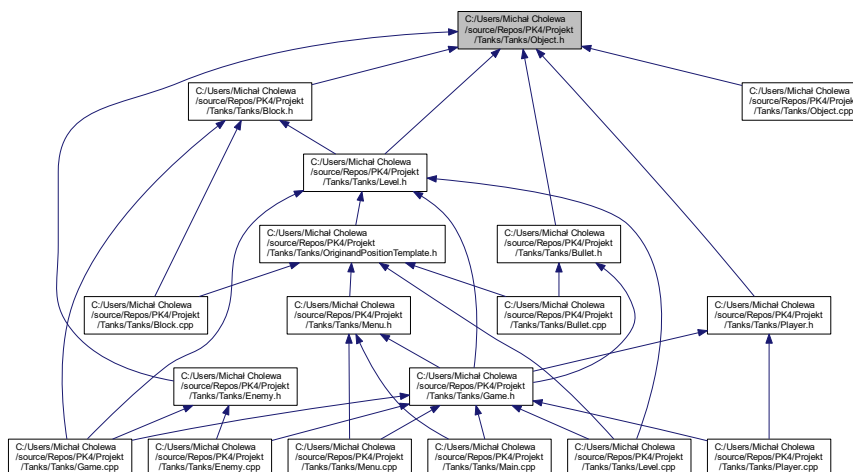 C:/Users/Michał Cholewa
/source/Repos/PK4/Projekt
/Tanks/Tanks/Object.h
C:/Users/Michał Cholewa
/source/Repos/PK4/Projekt
/Tanks/Tanks/Block.h
C:/Users/Michał Cholewa
/source/Repos/PK4/Projekt
/Tanks/Tanks/Object.cpp
C:/Users/Michał Cholewa
/source/Repos/PK4/Projekt
/Tanks/Tanks/Level.h
C:/Users/Michał Cholewa
/source/Repos/PK4/Projekt
/Tanks/Tanks/OriginandPositionTemplate.h
C:/Users/Michał Cholewa
/source/Repos/PK4/Projekt
/Tanks/Tanks/Bullet.h
C:/Users/Michał Cholewa
/source/Repos/PK4/Projekt
/Tanks/Tanks/Block.cpp
C:/Users/Michał Cholewa
/source/Repos/PK4/Projekt
/Tanks/Tanks/Menu.h
C:/Users/Michał Cholewa
/source/Repos/PK4/Projekt
/Tanks/Tanks/Bullet.cpp
C:/Users/Michał Cholewa
/source/Repos/PK4/Projekt
/Tanks/Tanks/Player.h
C:/Users/Michał Cholewa
/source/Repos/PK4/Projekt
/Tanks/Tanks/Enemy.h
C:/Users/Michał Cholewa
/source/Repos/PK4/Projekt
/Tanks/Tanks/Game.h
C:/Users/Michał Cholewa
/source/Repos/PK4/Projekt
/Tanks/Tanks/Game.cpp
C:/Users/Michał Cholewa
/source/Repos/PK4/Projekt
/Tanks/Tanks/Enemy.cpp
C:/Users/Michał Cholewa
/source/Repos/PK4/Projekt
/Tanks/Tanks/Menu.cpp
C:/Users/Michał Cholewa
/source/Repos/PK4/Projekt
/Tanks/Tanks/Main.cpp
C:/Users/Michał Cholewa
/source/Repos/PK4/Projekt
/Tanks/Tanks/Level.cpp
C:/Users/Michał Cholewa
/source/Repos/PK4/Projekt
/Tanks/Tanks/Player.cpp